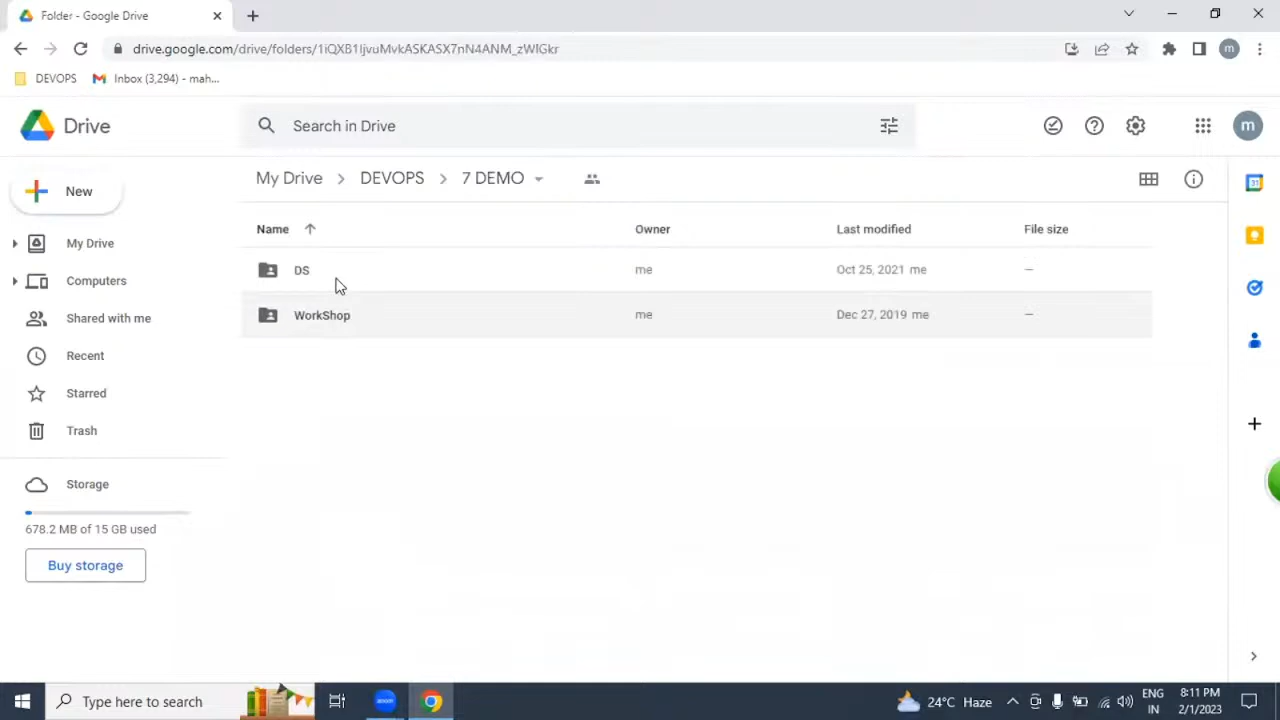 Folder - Google Drive
drive.google.com/drive/folders/1iQXB1ljvuMvkASKASX7nN4ANM_zWlGkr
m
DEVOPS
Inbox (3,294) - mah...
Drive
Search in Drive
m
New
My Drive
DEVOPS
7 DEMO
Name
Owner
Last modified
File size
DS
me
Oct 25, 2021 me
–
WorkShop
me
Dec 27, 2019 me
–
My Drive
Computers
Shared with me
Recent
Starred
Trash
Storage
678.2 MB of 15 GB used
Buy storage
31
Type here to search
zoom
24°C Haze
ENG
IN
8:11 PM
2/1/2023